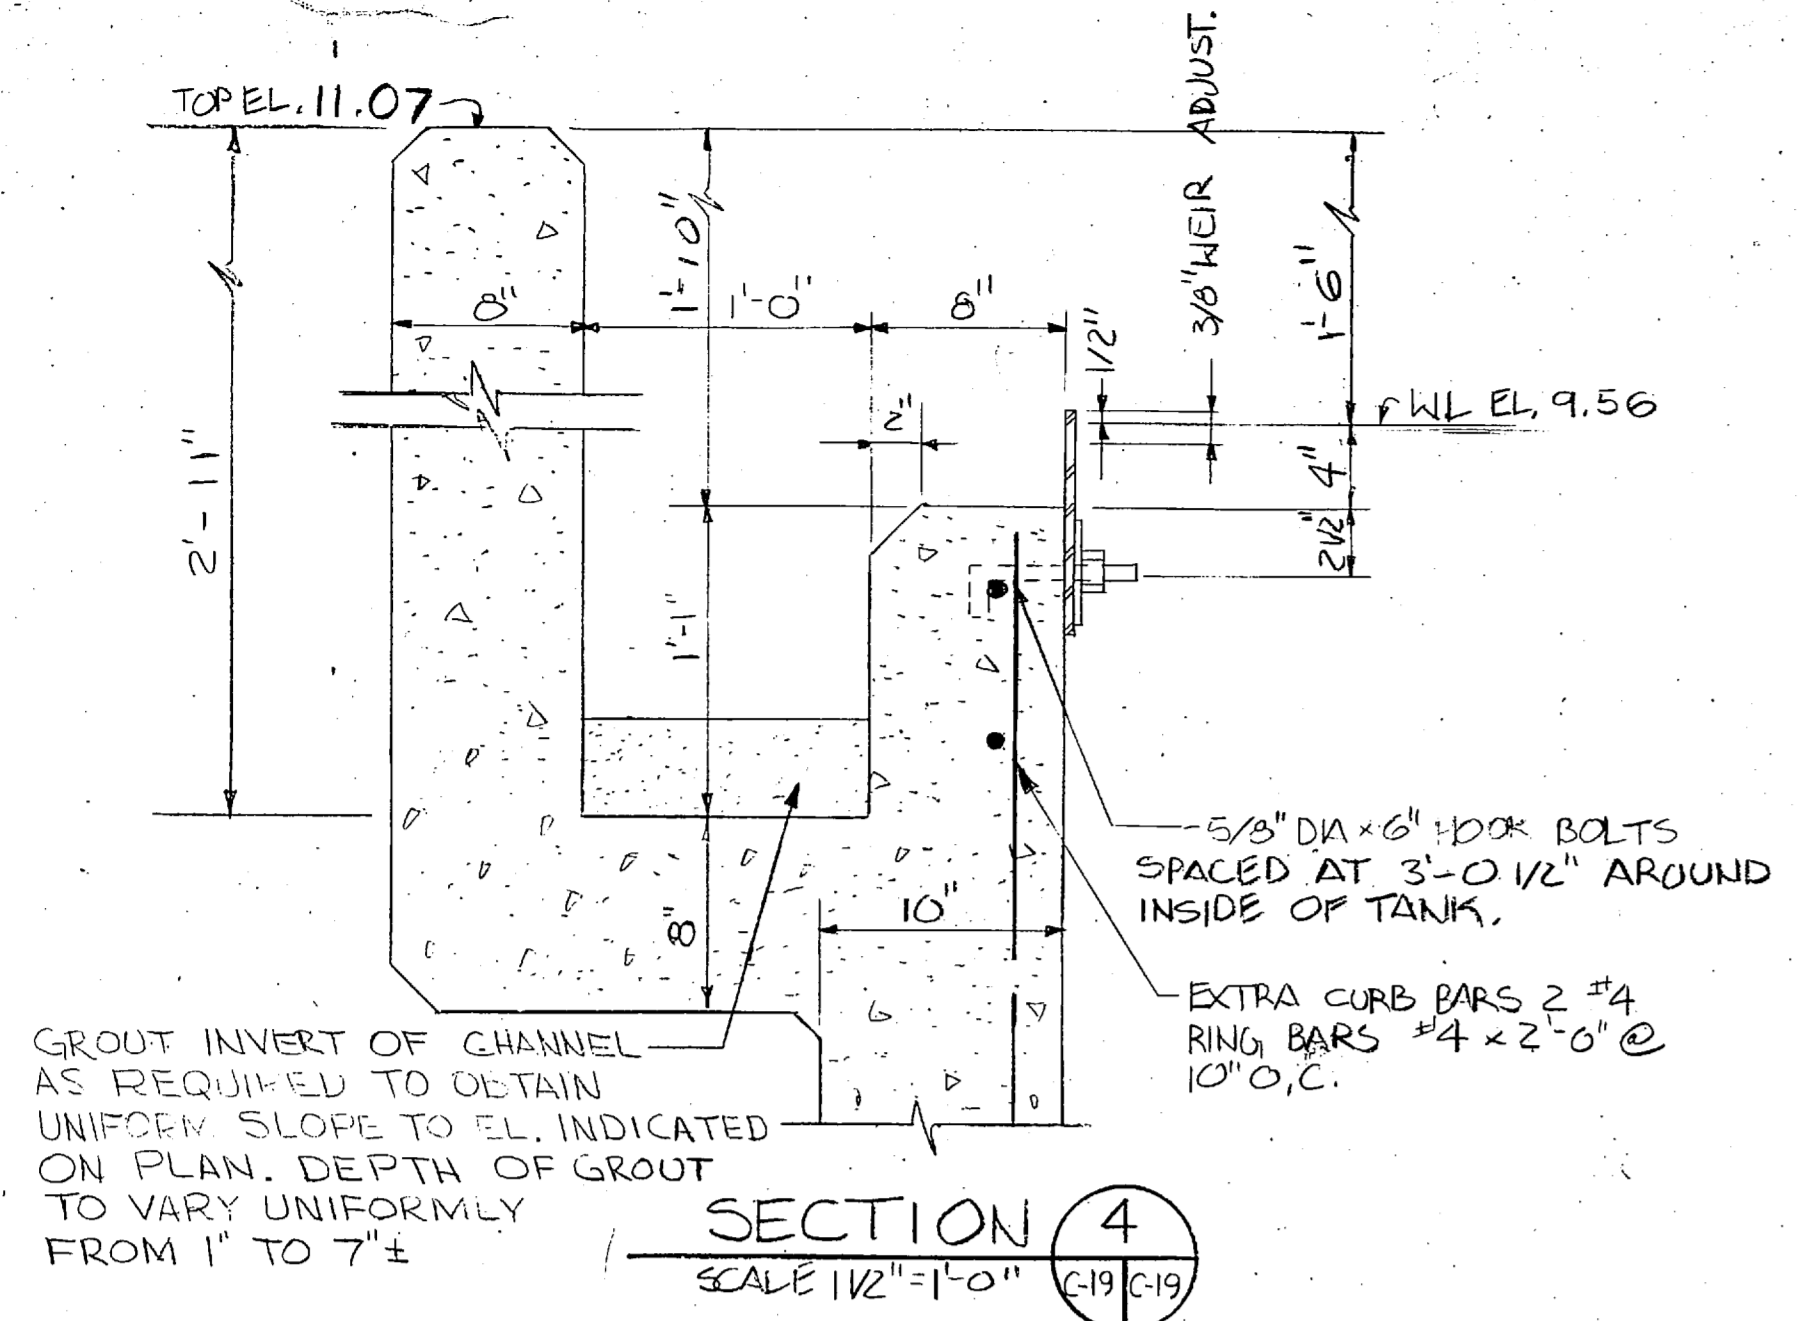 TOP EL. 11.07
3/8" WEIR ADJUST.
2'-11"
8"
1'-10"
1'-0"
8"
1/2"
1'-6"
WL EL. 9.56
2"
4"
2 1/2"
1'-1"
8"
10"
5/8" DIA x 6" HOOK BOLTS
SPACED AT 3'-0 1/2" AROUND
INSIDE OF TANK.
EXTRA CURB BARS 2 #4
RING BARS #4 x 2'-0" @
10" O.C.
GROUT INVERT OF CHANNEL
AS REQUIRED TO OBTAIN
UNIFORM SLOPE TO EL. INDICATED
ON PLAN. DEPTH OF GROUT
TO VARY UNIFORMLY
FROM 1" TO 7"±
SECTION 4
SCALE 1 1/2"=1'-0" C-19 C-19